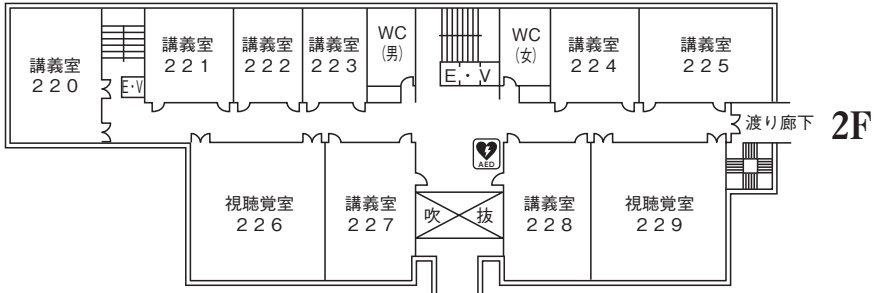 講義室
220
E・V
講義室
221
講義室
222
講義室
223
WC
(男)
E・V
WC
(女)
講義室
224
講義室
225
渡り廊下
2F
AED
視聴覚室
226
講義室
227
吹抜
講義室
228
視聴覚室
229